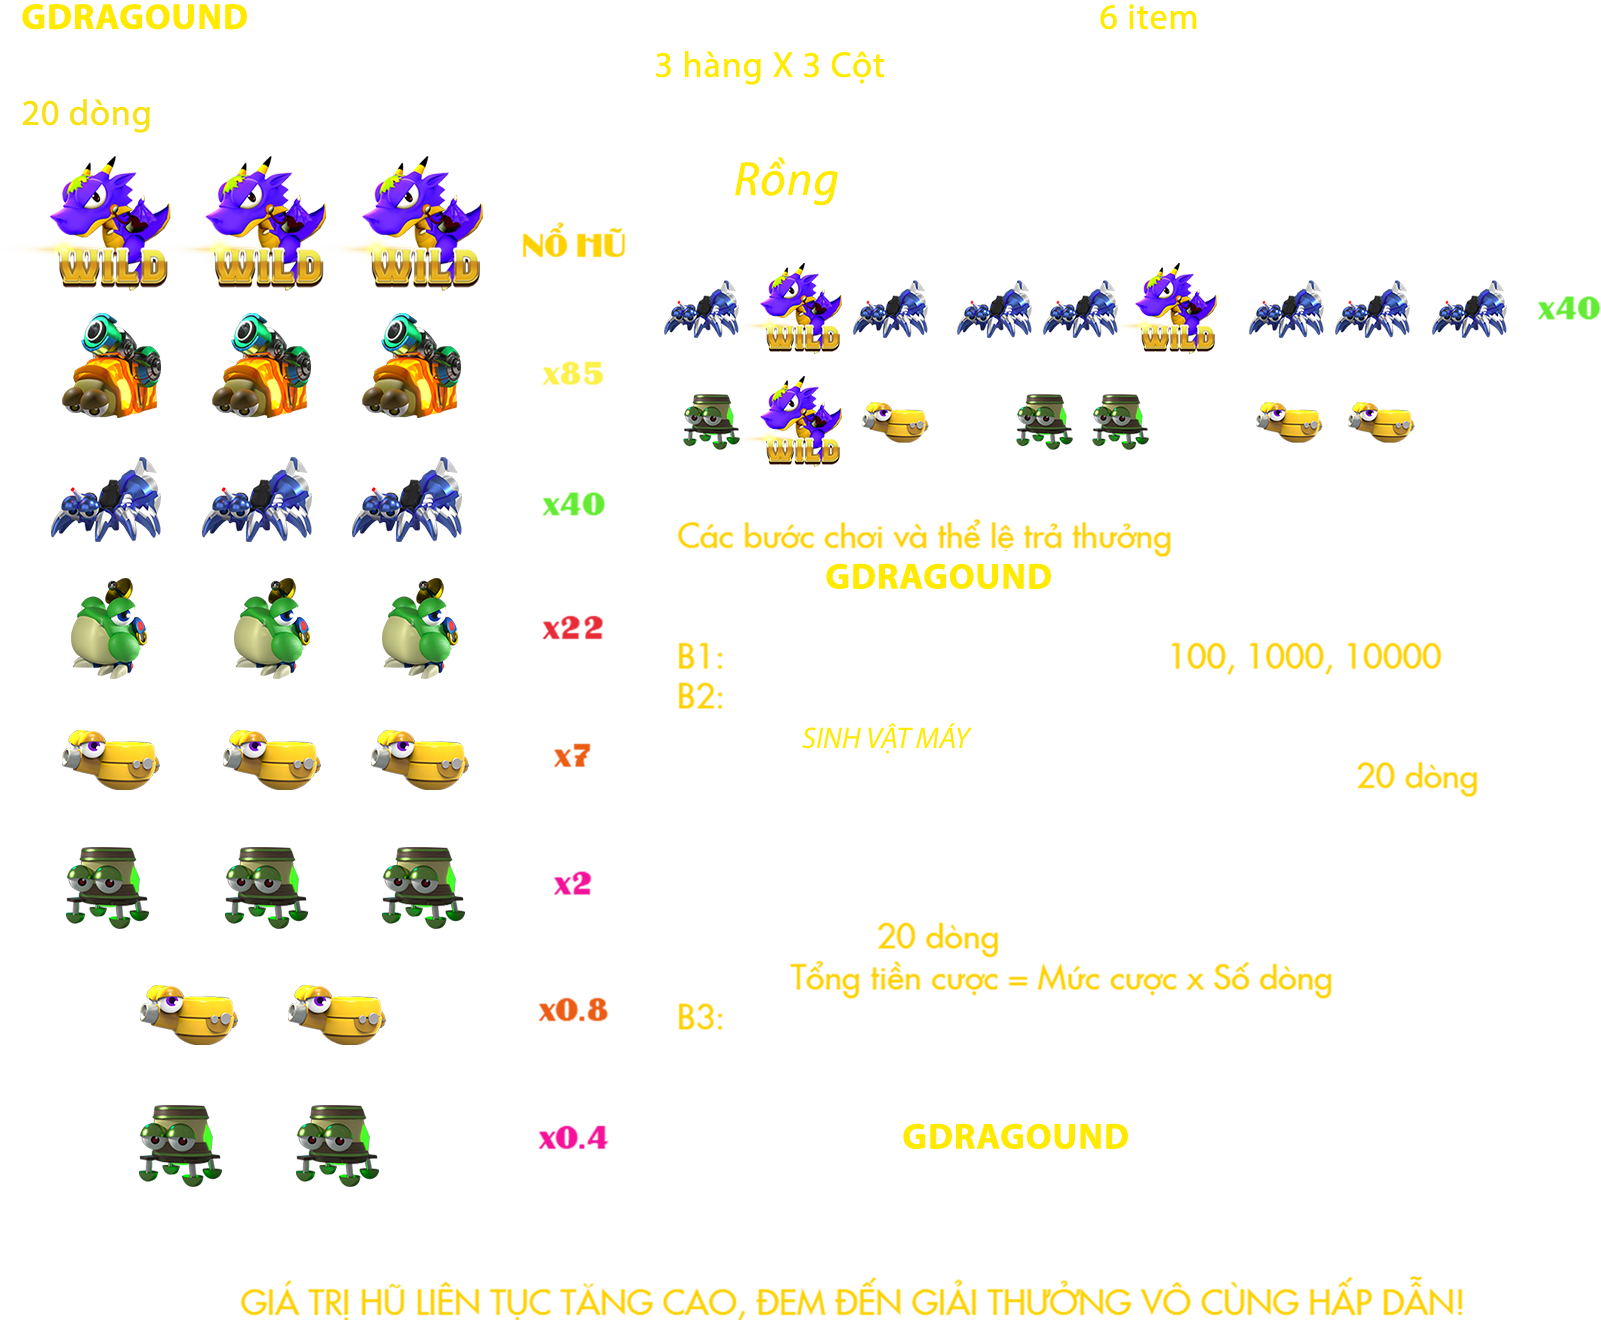 GDRAGOUND 6 item
3 hàng X 3 Cột
20 dòng
Rồng
WILD WILD WILD NỔ HŨ
WILD WILD x40
x85
WILD
x40
Các bước chơi và thể lệ trả thưởng
GDRAGOUND
x22
B1: 100, 1000, 10000
B2:
SINH VẬT MÁY
x7
20 dòng
x2
20 dòng
Tổng tiền cược = Mức cược x Số dòng
x0.8
B3:
x0.4
GDRAGOUND
GIÁ TRỊ HŨ LIÊN TỤC TĂNG CAO, ĐEM ĐẾN GIẢI THƯỞNG VÔ CÙNG HẤP DẪN!